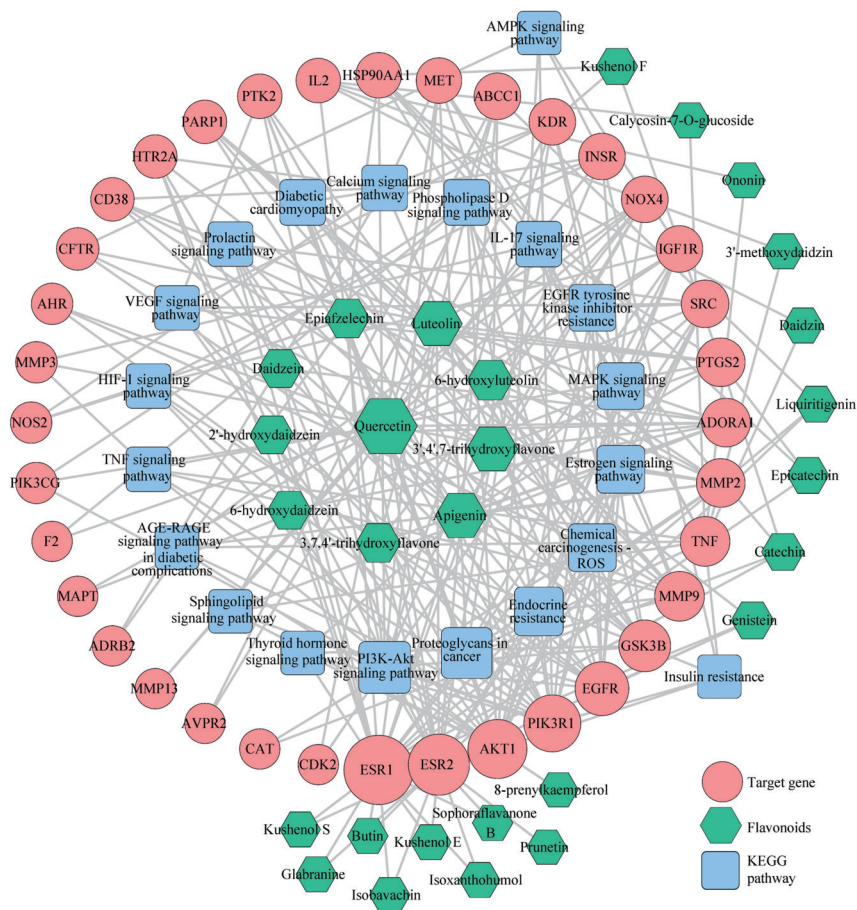 AMPK signaling
pathway
Kushenol F
IL2
HSP90AA1
MET
ABCC1
PTK2
Calycosin-7-O-glucoside
KDR
PARP1
INSR
Ononin
HTR2A
Calcium signaling
pathway
Diabetic
cardiomyopathy
Phospholipase D
signaling pathway
NOX4
CD38
Prolactin
signaling pathway
IL-17 signaling
pathway
IGF1R
3'-methoxydaidzin
CFTR
VEGF signaling
pathway
EGFR tyrosine
kinase inhibitor
resistance
SRC
AHR
Epiafzelechin
Luteolin
Daidzin
MMP3
HIF-1 signaling
pathway
Daidzein
6-hydroxyluteolin
MAPK signaling
pathway
PTGS2
Liquiritigenin
NOS2
2'-hydroxydaidzein
Quercetin
3',4',7-trihydroxyflavone
ADORA1
TNF signaling
pathway
Estrogen signaling
pathway
PIK3CG
MMP2
Epicatechin
6-hydroxydaidzein
Apigenin
F2
AGE-RAGE
signaling pathway
in diabetic
complications
3,7,4'-trihydroxyflavone
Chemical
carcinogenesis -
ROS
TNF
Catechin
MAPT
Sphingolipid
signaling pathway
Endocrine
resistance
MMP9
Genistein
ADRB2
Thyroid hormone
signaling pathway
PI3K-Akt
signaling pathway
Proteoglycans in
cancer
GSK3B
Insulin resistance
MMP13
EGFR
AVPR2
PIK3R1
CAT
CDK2
ESR1
ESR2
AKT1
8-prenylkaempferol
Target gene
Kushenol S
Butin
Kushenol E
Sophoraflavanone
B
Prunetin
Flavonoids
Glabranine
Isobavachin
Isoxanthohumol
KEGG
pathway